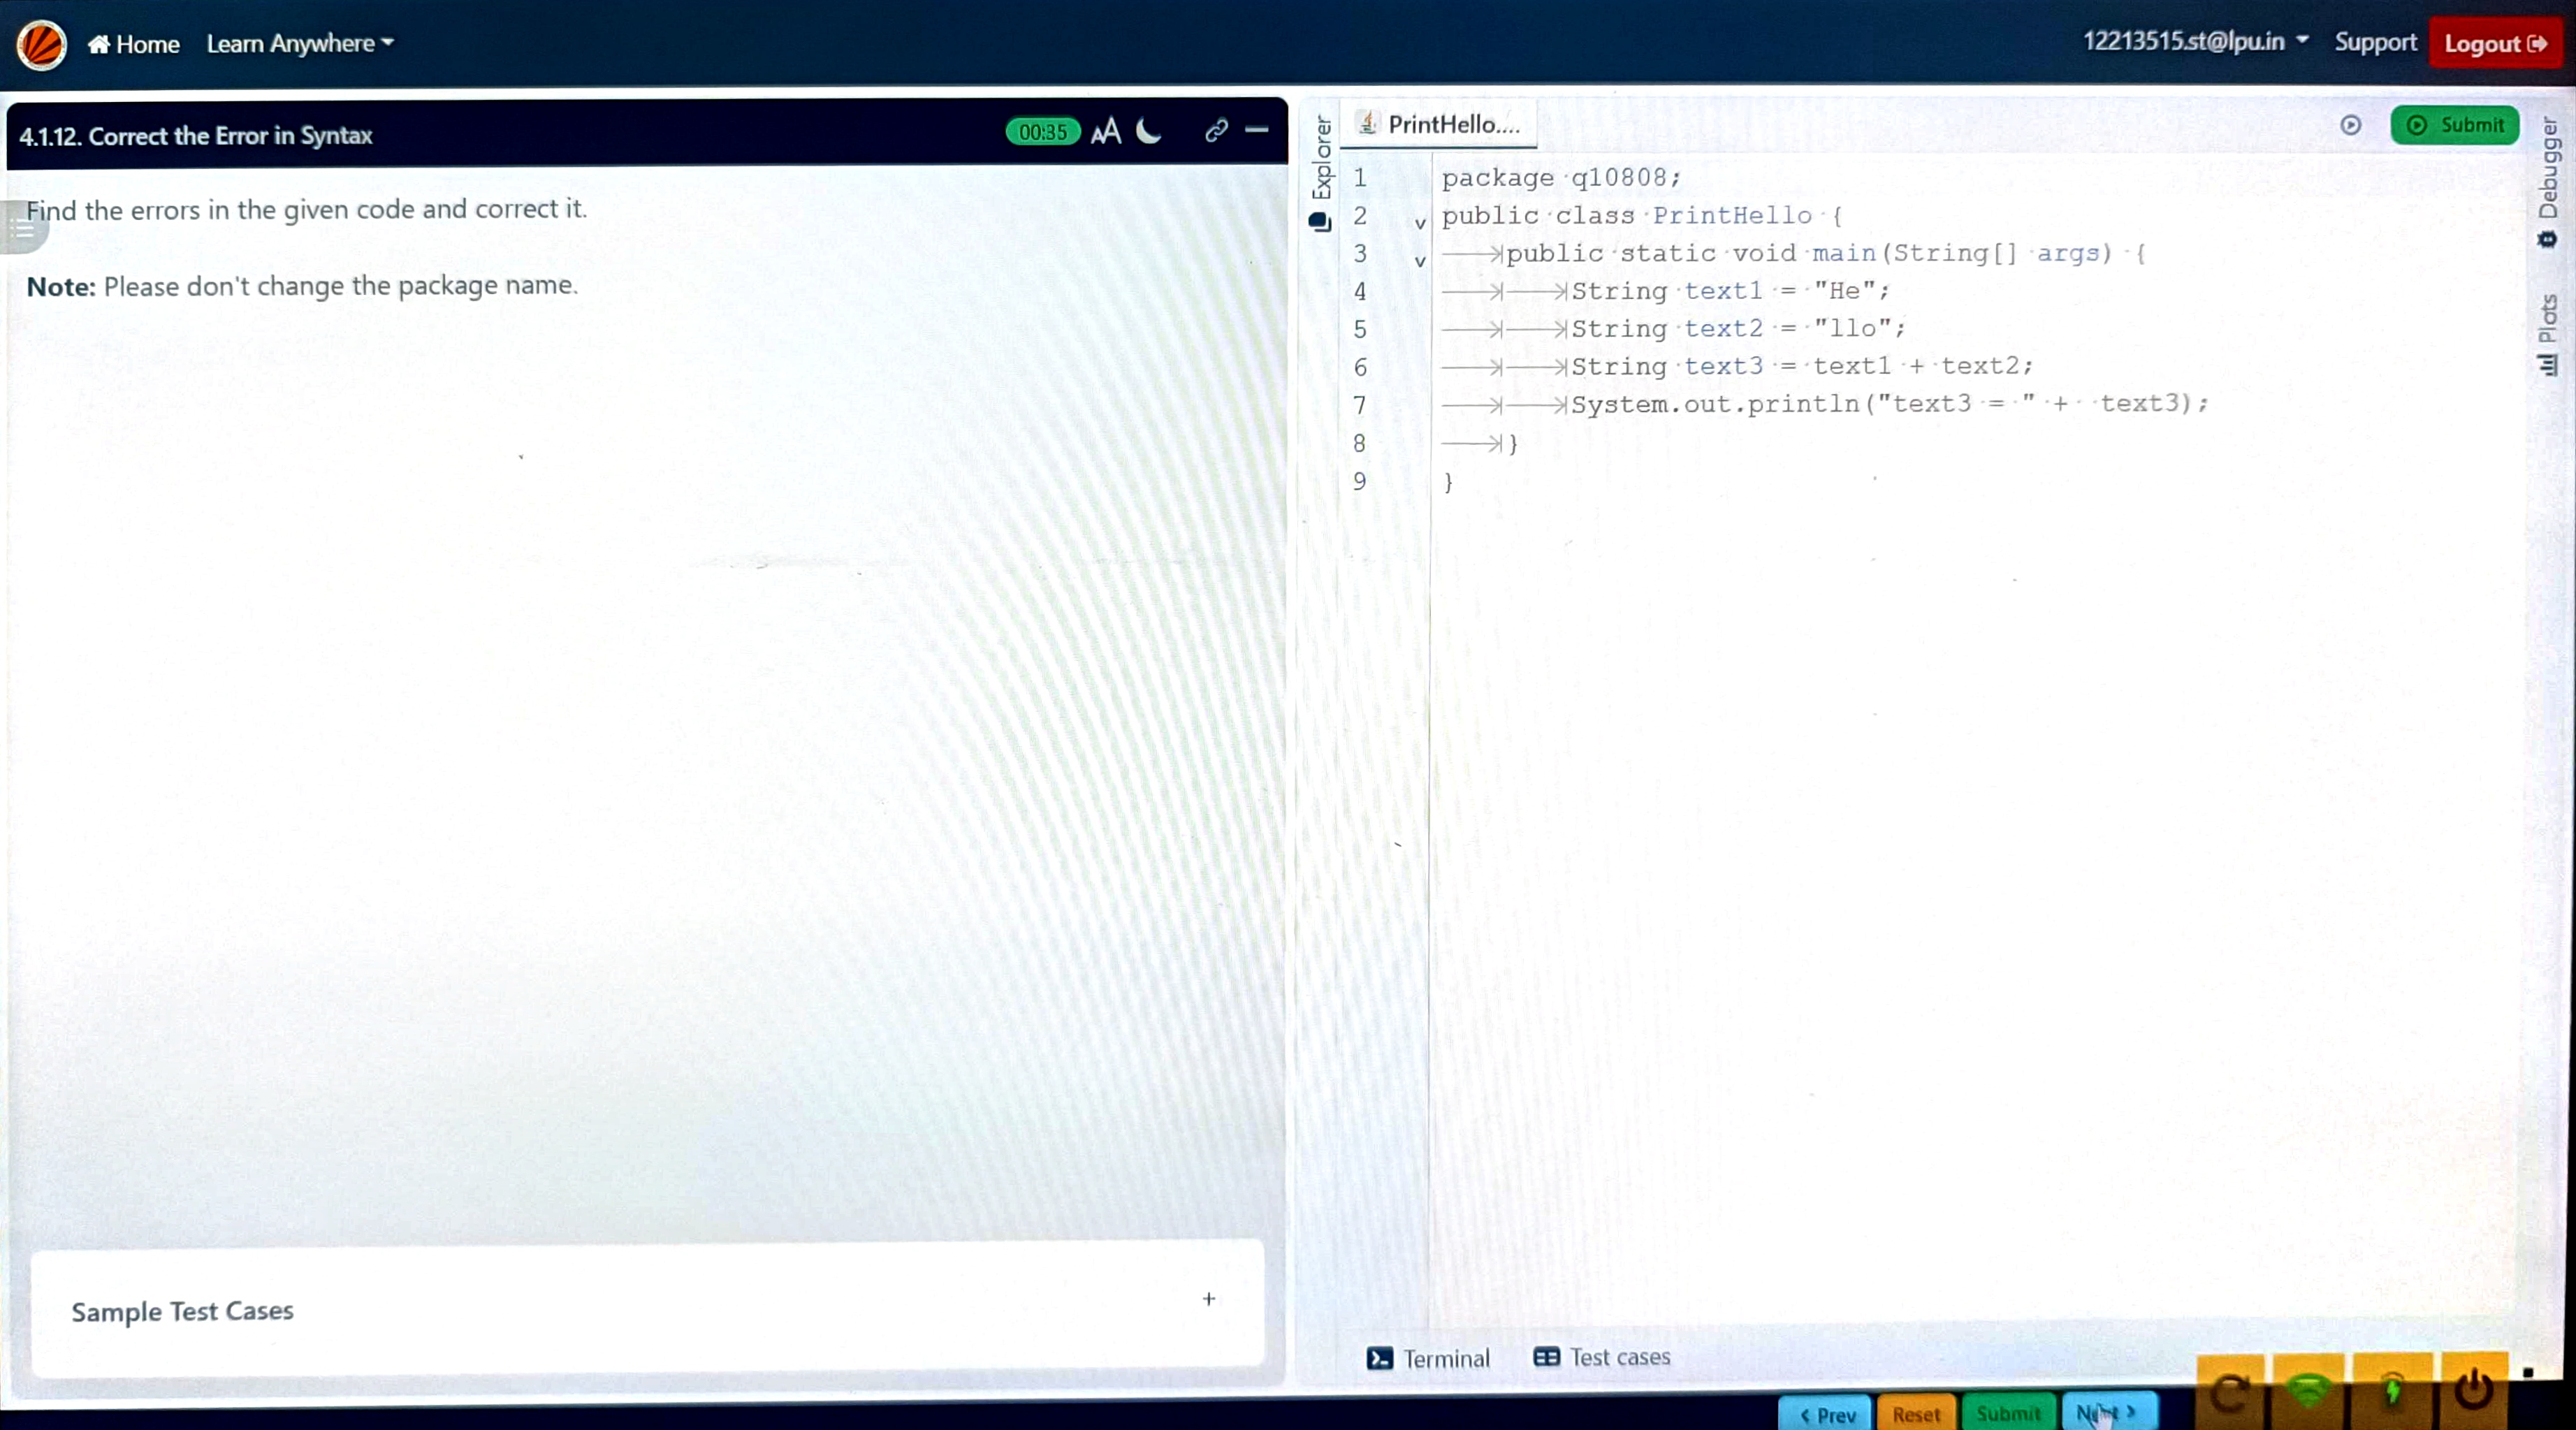 Home Learn Anywhere 12213515.st@lpu.in Support Logout
4.1.12. Correct the Error in Syntax 00:35 AA
Find the errors in the given code and correct it.
Note: Please don't change the package name.
Sample Test Cases +
Explorer
PrintHello.... Submit
1 package q10808;
2 public class PrintHello {
3 public static void main(String[] args) {
4 String text1 = "He";
5 String text2 = "llo";
6 String text3 = text1 + text2;
7 System.out.println("text3 = " +  text3);
8 }
9 }
Debugger
Plots
Terminal Test cases
< Prev Reset Submit Next >